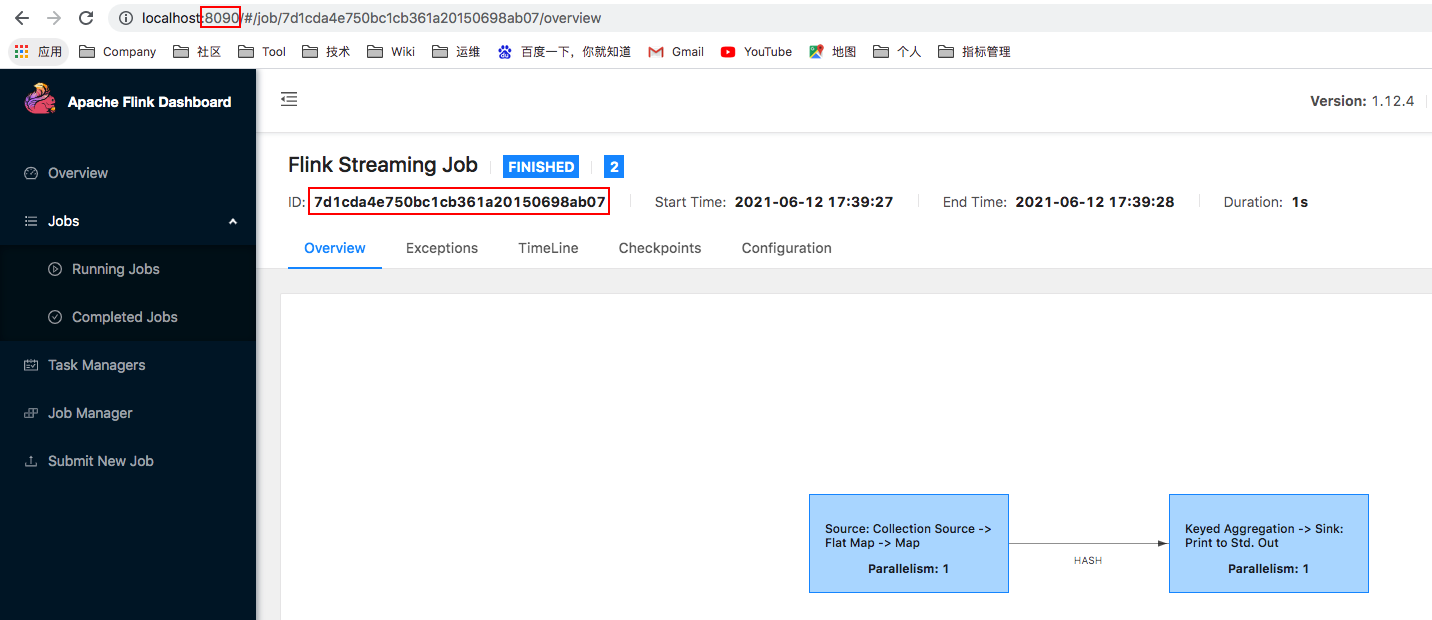 localhost:8090/#/job/7d1cda4e750bc1cb361a20150698ab07/overview
应用 Company 社区 Tool 技术 Wiki 运维 百度一下，你就知道 Gmail YouTube 地图 个人 指标管理
Apache Flink Dashboard
Version: 1.12.4
Overview
Jobs
Running Jobs
Completed Jobs
Task Managers
Job Manager
Submit New Job
Flink Streaming Job FINISHED 2
ID: 7d1cda4e750bc1cb361a20150698ab07 Start Time: 2021-06-12 17:39:27 End Time: 2021-06-12 17:39:28 Duration: 1s
Overview Exceptions TimeLine Checkpoints Configuration
Source: Collection Source ->
Flat Map -> Map
Parallelism: 1
HASH
Keyed Aggregation -> Sink:
Print to Std. Out
Parallelism: 1